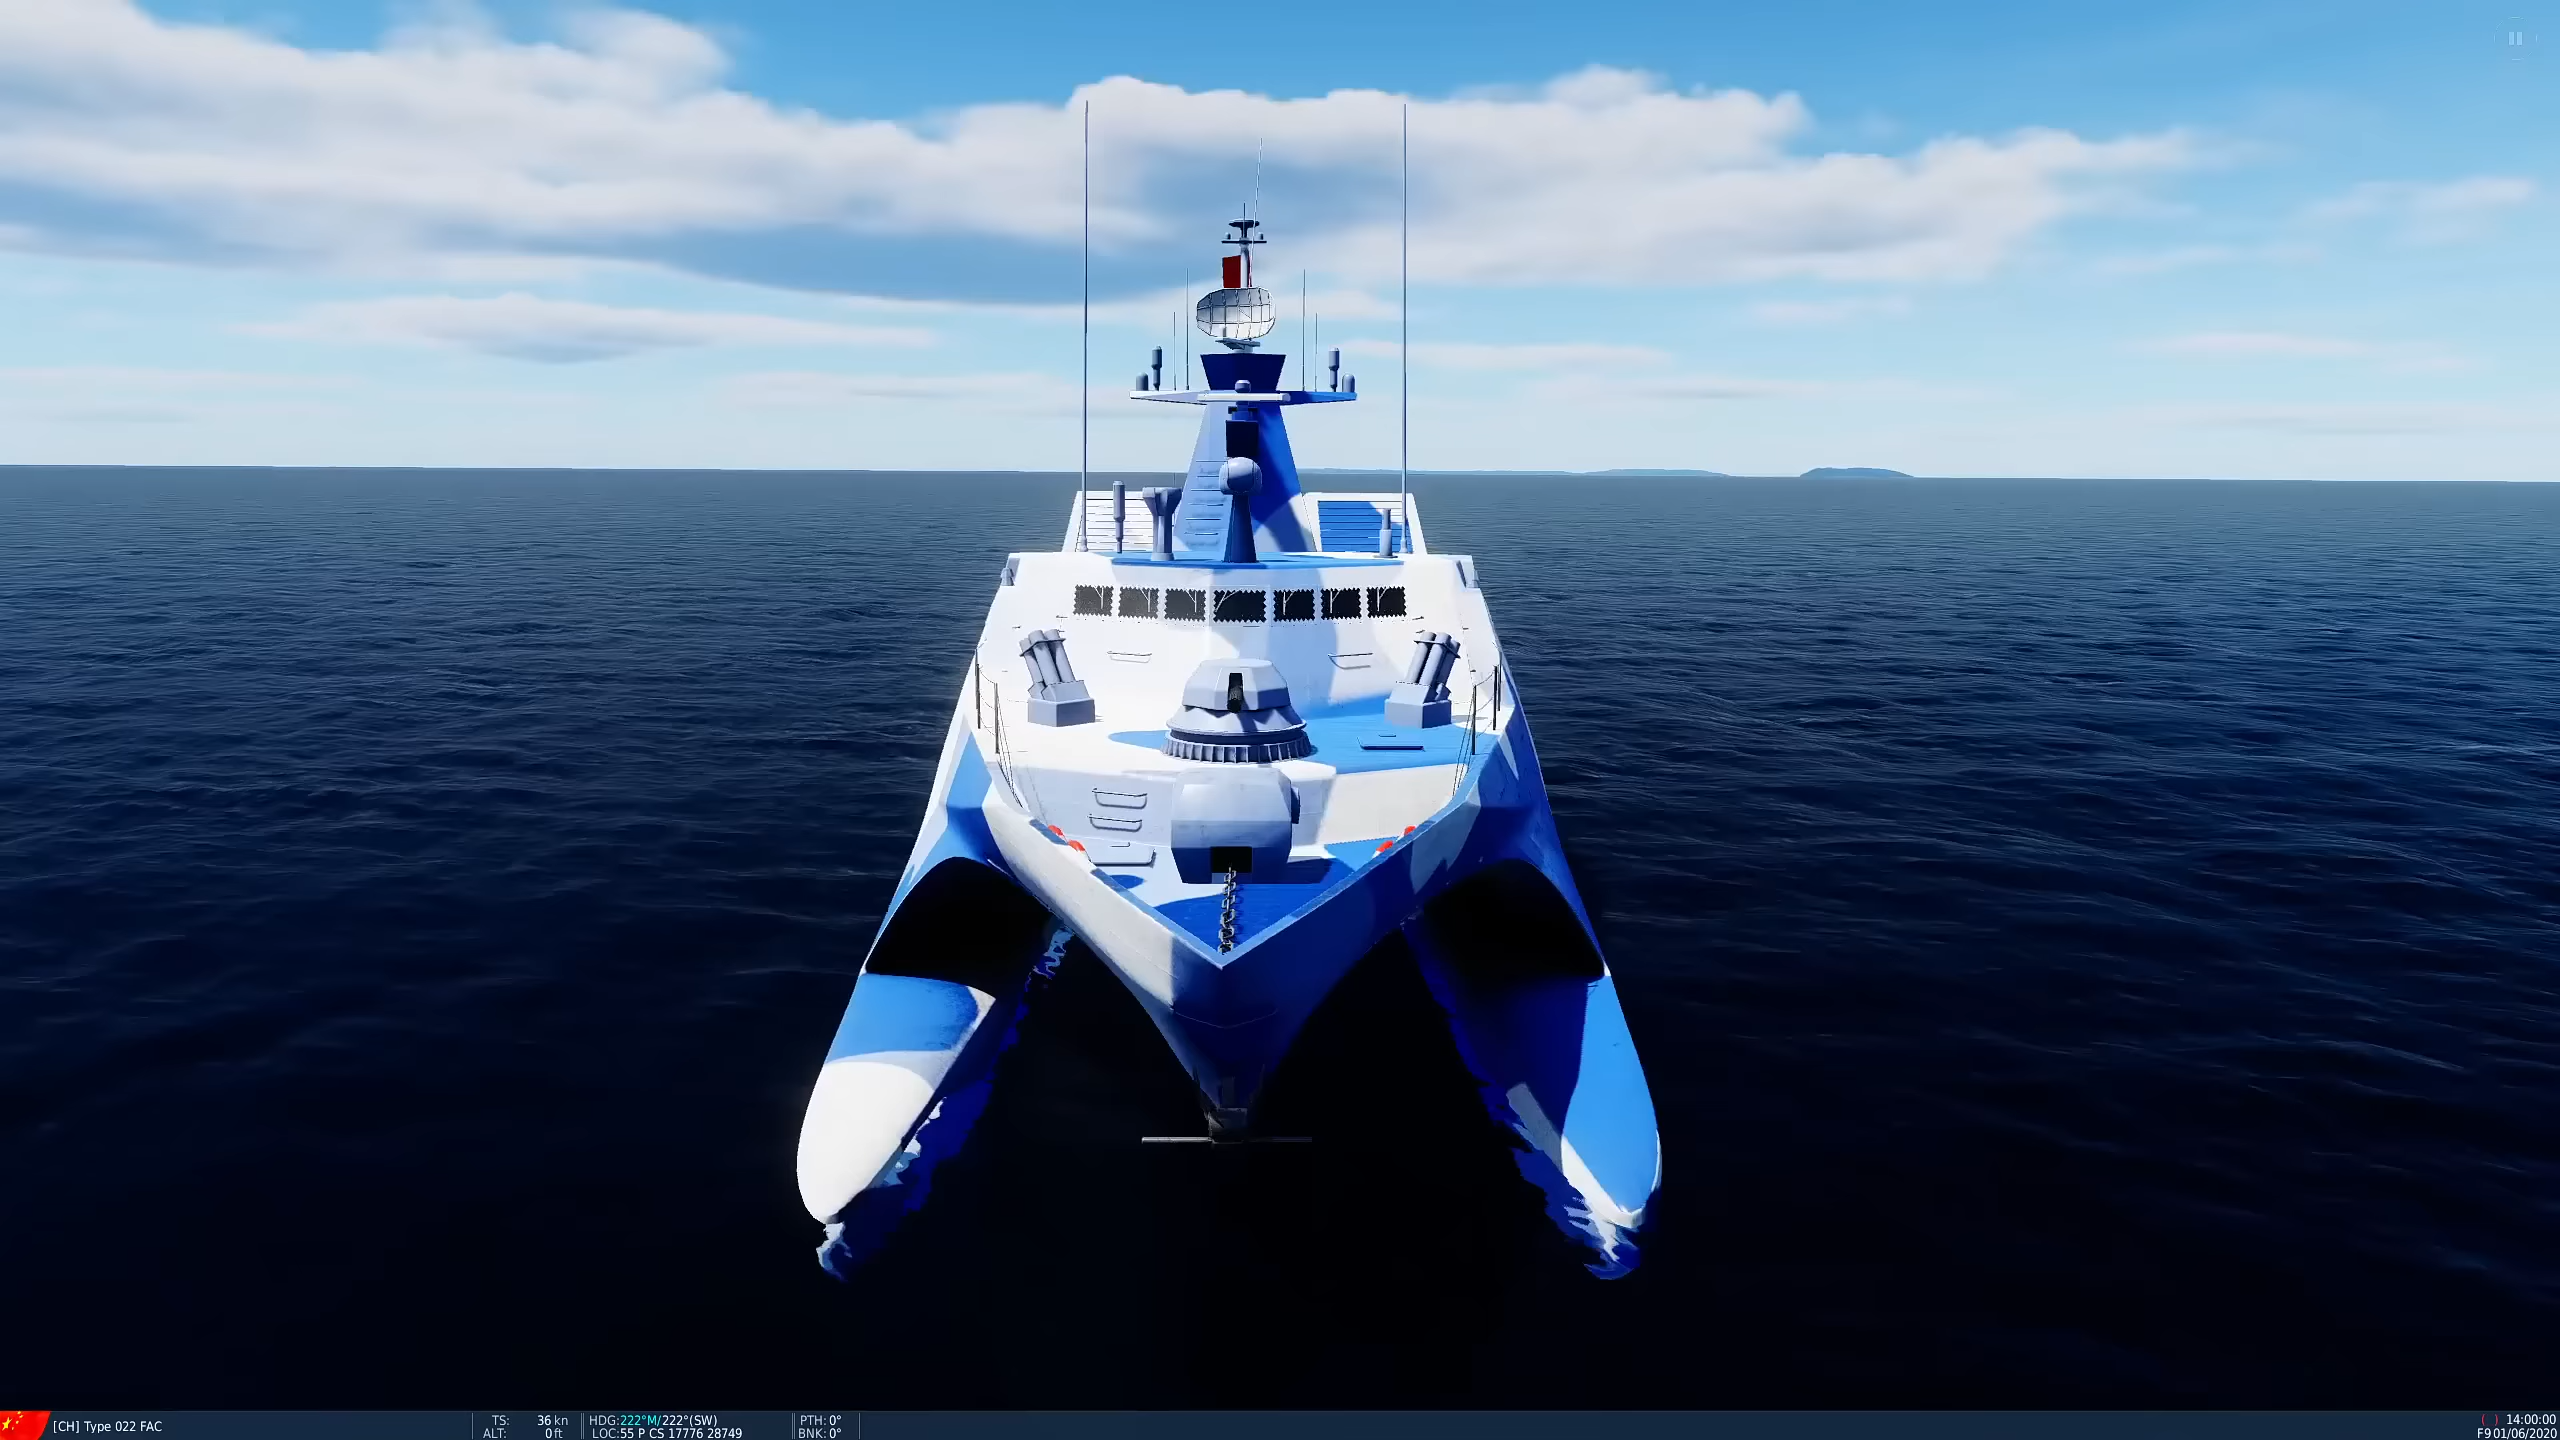 [CH] Type 022 FAC
TS: 36 kn
ALT: 0 ft
HDG:222°M/222°(SW)
LOC:55 P CS 17776 28749
PTH: 0°
BNK: 0°
( ) 14:00:00
F9 01/06/2020